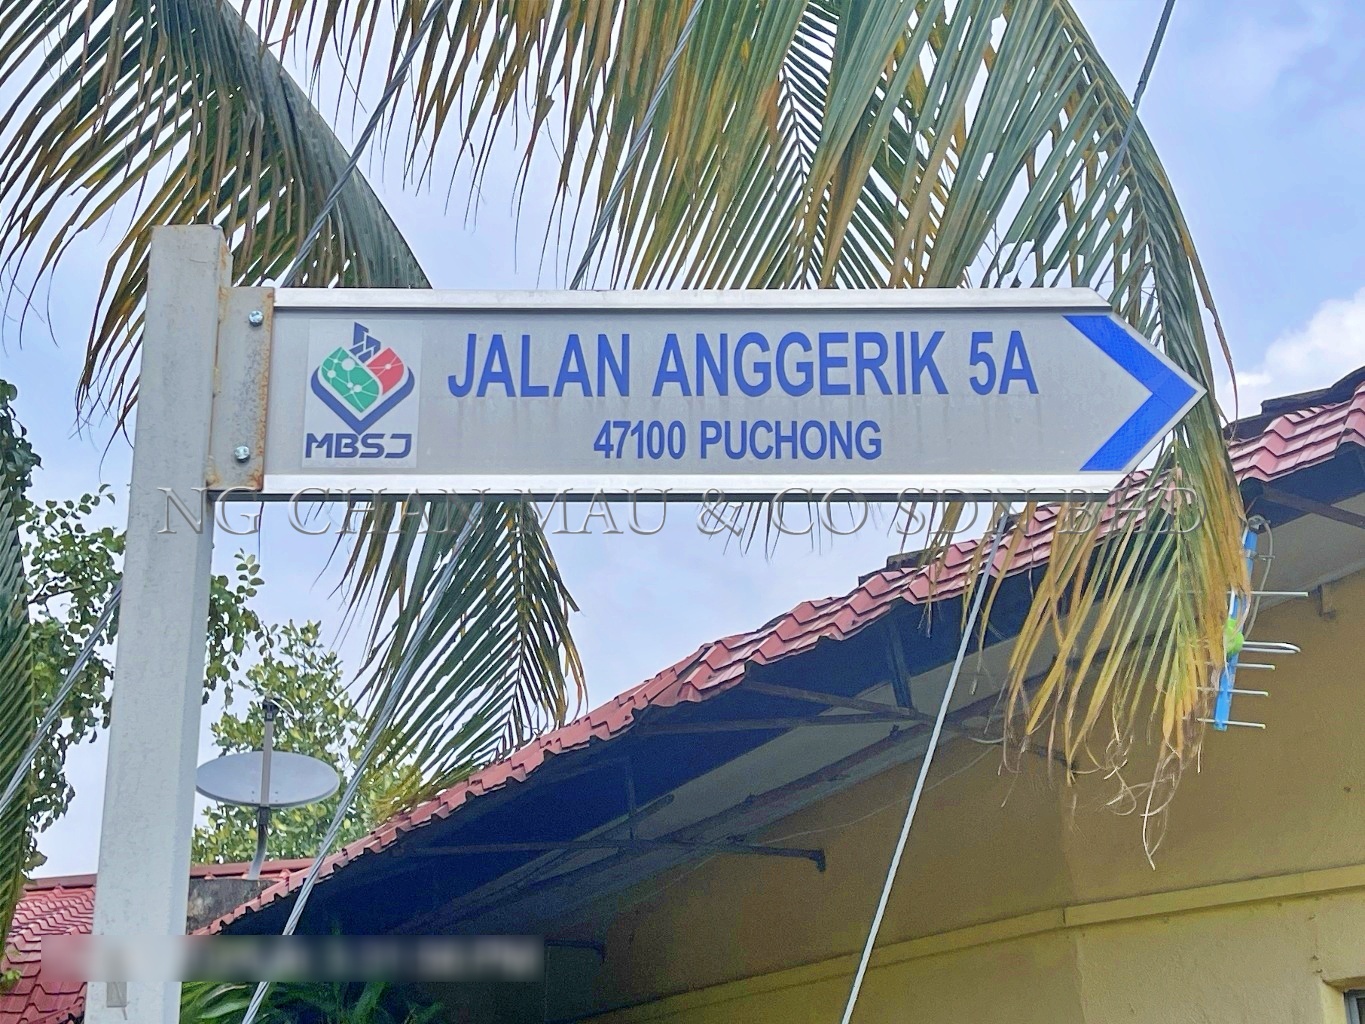 JALAN ANGGERIK 5A
47100 PUCHONG
MBSJ
NG CHAN MAU & CO SDN BHD